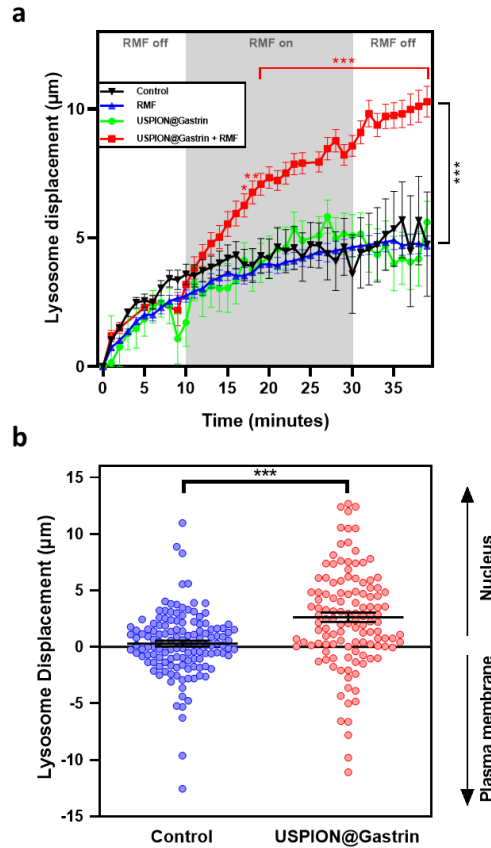 a
RMF off RMF on RMF off
Control
RMF
USPION@Gastrin
USPION@Gastrin + RMF
***
**
*
***
Lysosome displacement (μm)
10
5
0
0 5 10 15 20 25 30 35
Time (minutes)
b
***
Lysosome Displacement (μm)
15
10
5
0
-5
-10
-15
Control USPION@Gastrin
Nucleus
Plasma membrane